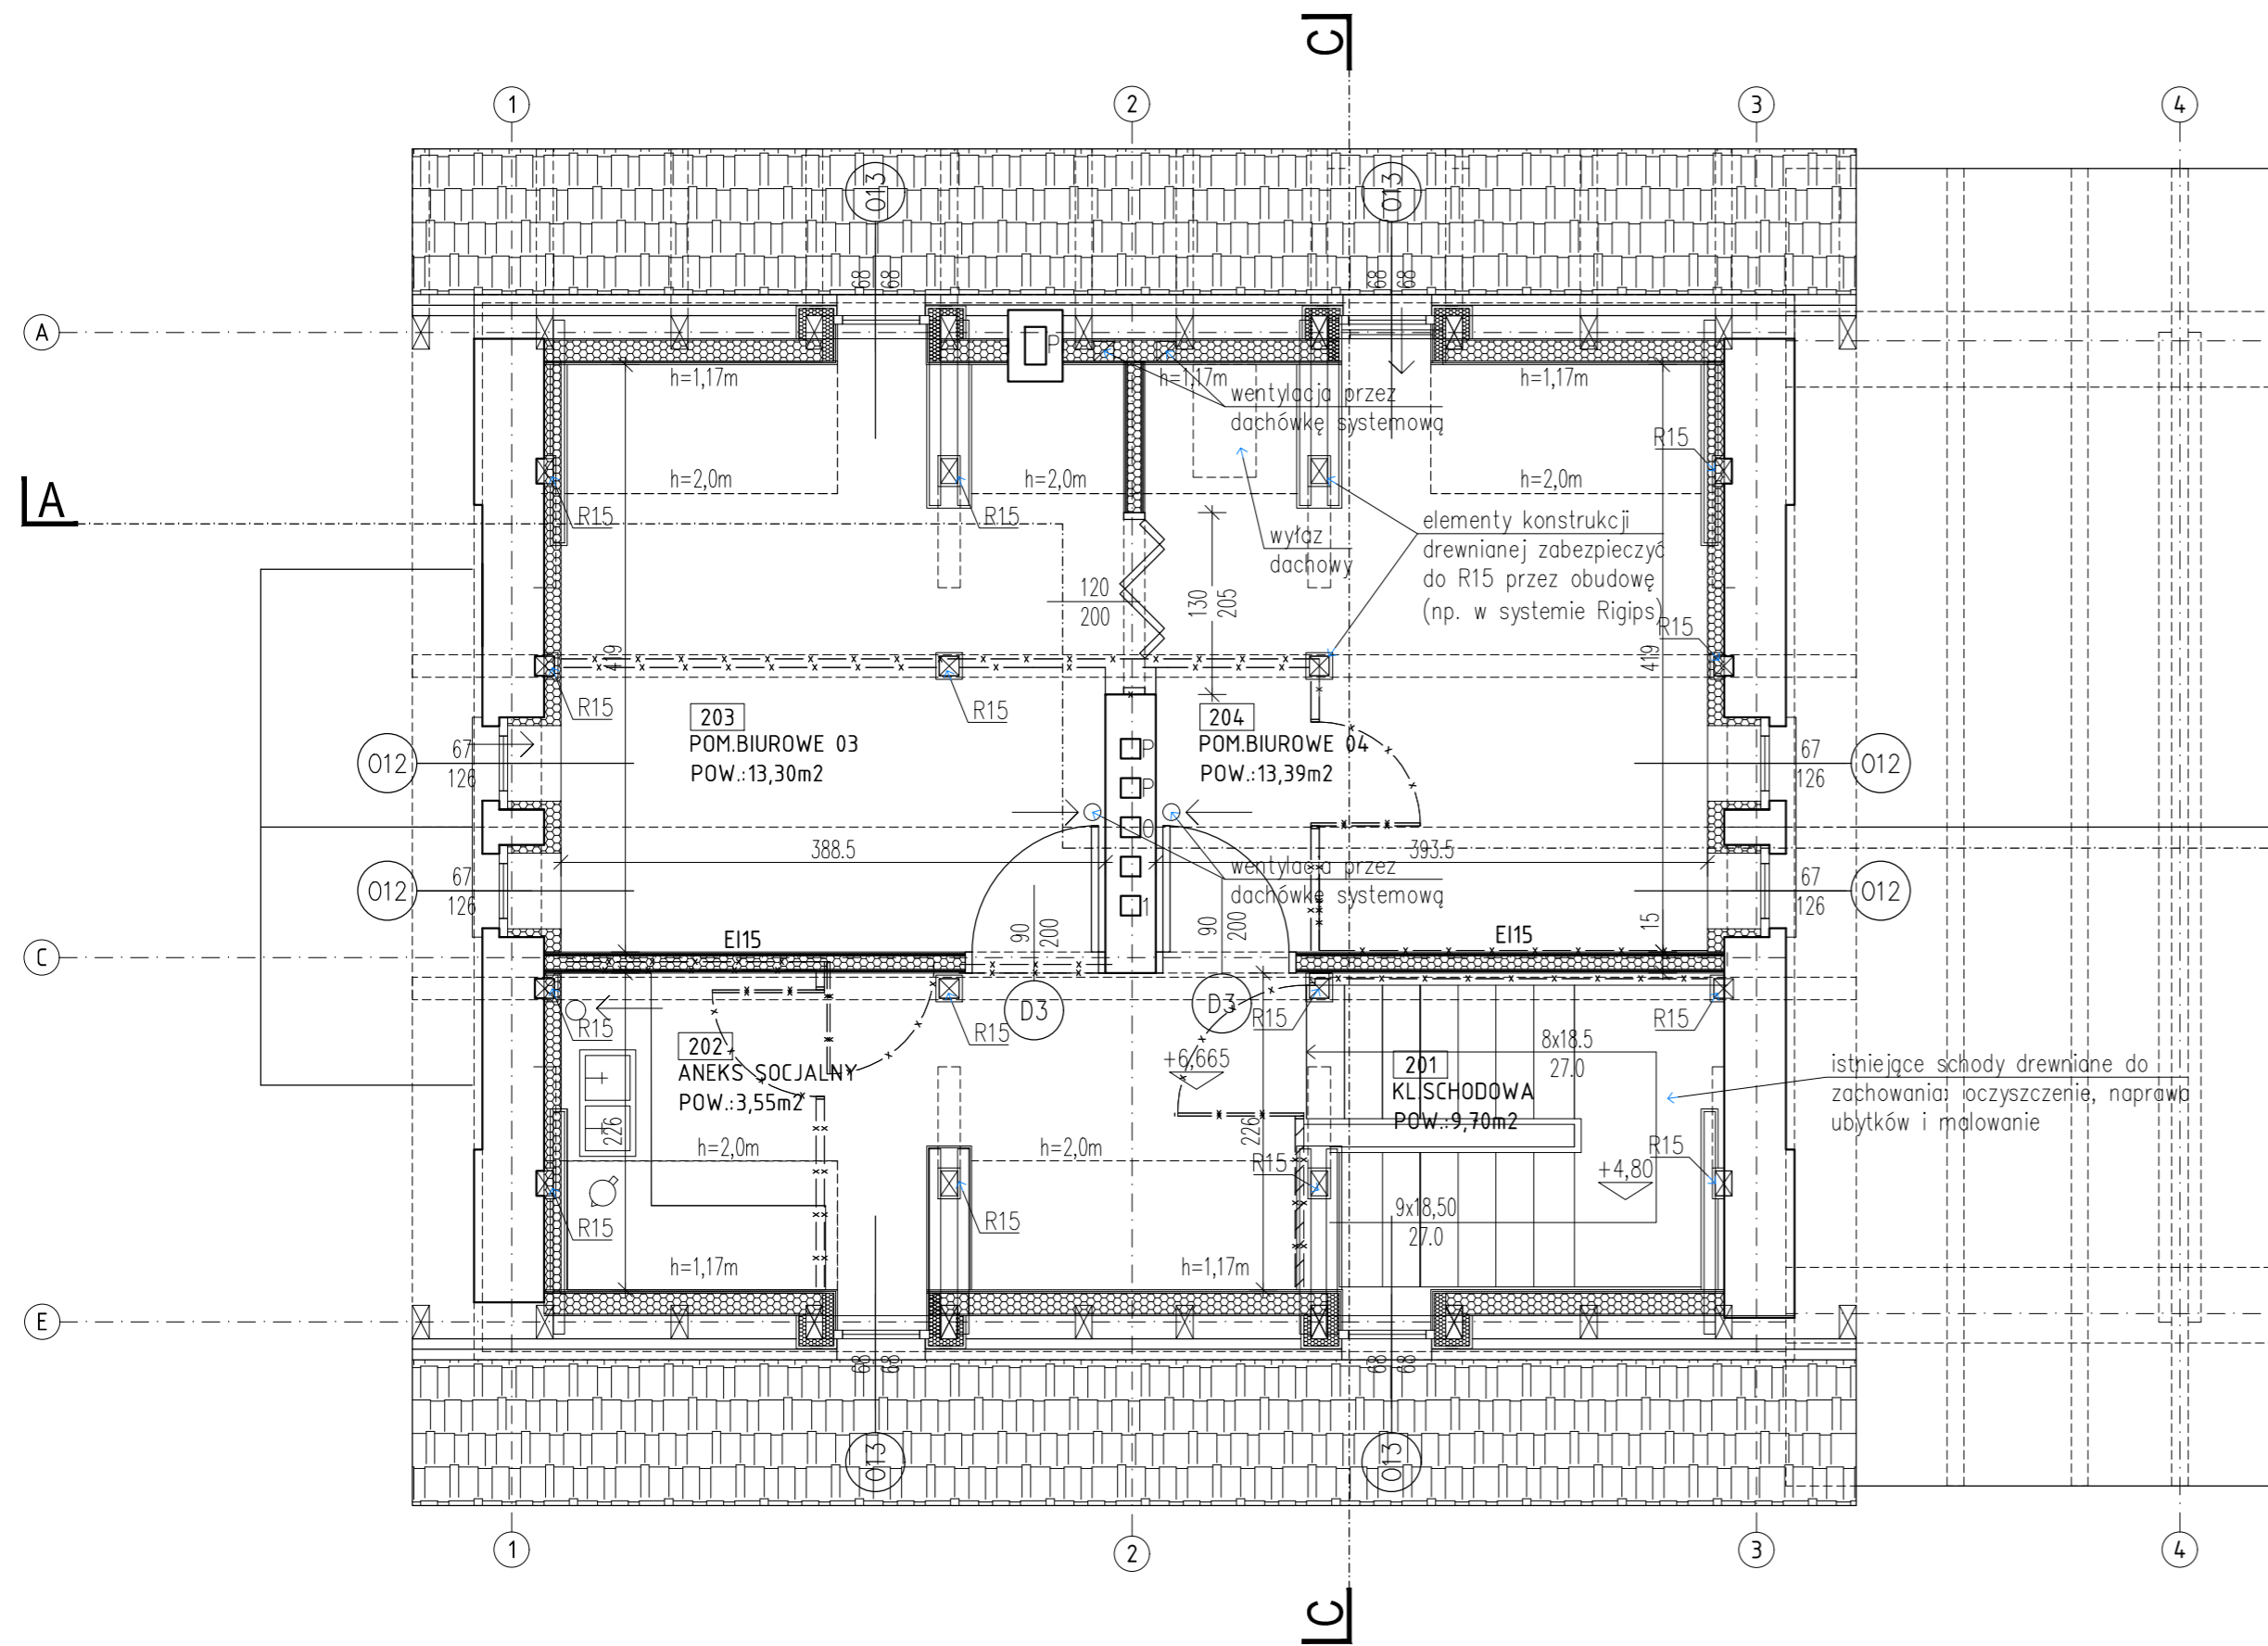 C
1
2
3
4
013
013
68
68
68
68
A
P
h=1,17m
h=1,17m
h=1,17m
wentylacja przez
dachówkę systemową
R15
h=2,0m
h=2,0m
h=2,0m
A
R15
R15
wyłaz
dachowy
elementy konstrukcji
drewnianej zabezpieczyć
do R15 przez obudowę
(np. w systemie Rigips)
120
200
130
205
R15
419
419
R15
R15
203
POM.BIUROWE 03
POW.:13,30m2
204
POM.BIUROWE 04
POW.:13,39m2
P
P
O
1
O12
67
126
67
126
O12
388.5
393.5
wentylacja przez
dachówkę systemową
O12
67
126
67
126
O12
90
200
90
200
15
EI15
EI15
C
D3
D3
R15
R15
R15
R15
202
ANEKS SOCJALNY
POW.:3,55m2
+6,665
8x18.5
27.0
201
KL.SCHODOWA
POW.:9,70m2
istniejące schody drewniane do
zachowania: oczyszczenie, naprawa
ubytków i malowanie
226
226
h=2,0m
h=2,0m
R15
R15
+4,80
R15
R15
9x18,50
27.0
h=1,17m
h=1,17m
E
68
68
68
68
013
013
1
2
3
4
C